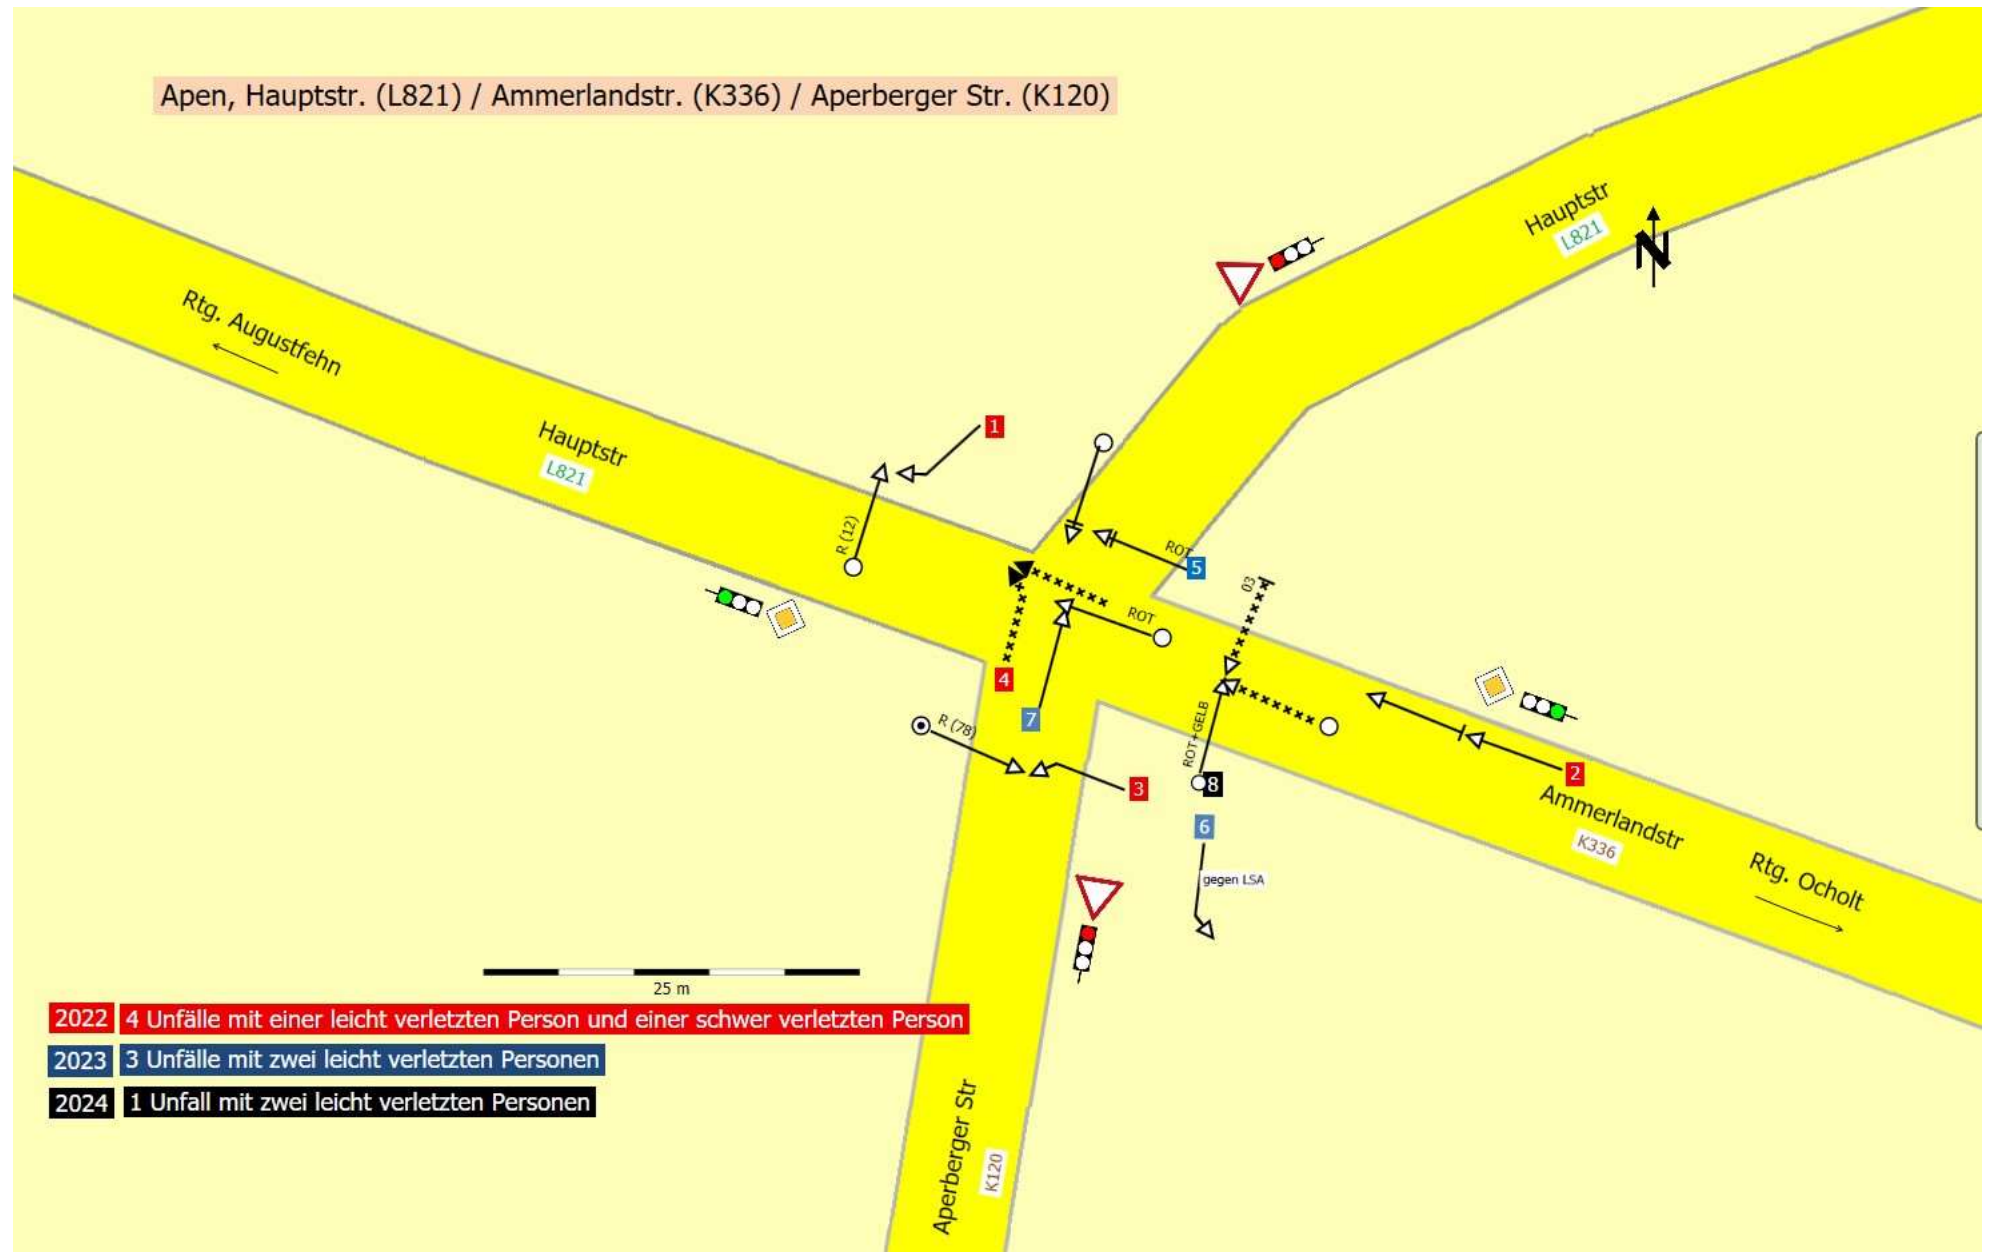 Apen, Hauptstr. (L821) / Ammerlandstr. (K336) / Aperberger Str. (K120)
Hauptstr
L821
N
Rtg. Augustfehn
Hauptstr
L821
1
R (12)
ROT
5
03
ROT
4
7
R (78)
ROT+GELB
8
3
2
Ammerlandstr
K336
Rtg. Ocholt
6
gegen LSA
25 m
2022 4 Unfälle mit einer leicht verletzten Person und einer schwer verletzten Person
2023 3 Unfälle mit zwei leicht verletzten Personen
2024 1 Unfall mit zwei leicht verletzten Personen
Aperberger Str
K120